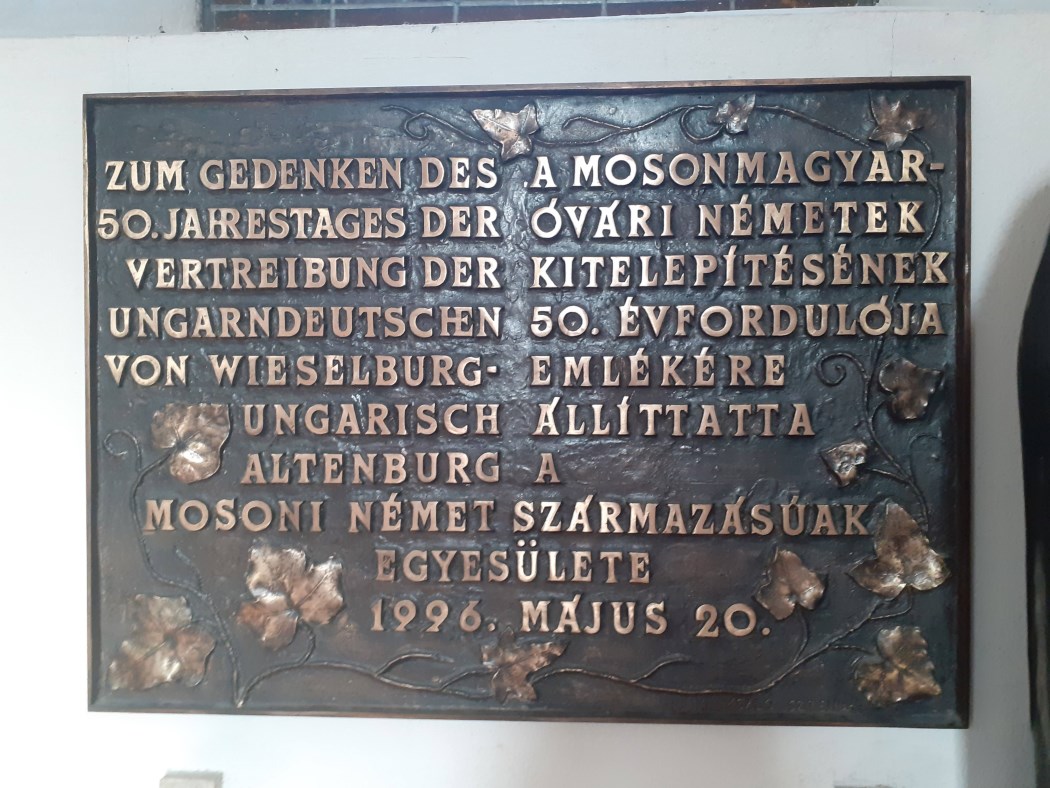 ZUM GEDENKEN DES
50. JAHRESTAGES DER
VERTREIBUNG DER
UNGARNDEUTSCHEN
VON WIESELBURG-
UNGARISCH
ALTENBURG
A MOSONMAGYAR-
ÓVÁRI NÉMETEK
KITELEPÍTÉSÉNEK
50. ÉVFORDULÓJA
EMLÉKÉRE
ÁLLÍTTATTA
A
MOSONI NÉMET SZÁRMAZÁSÚAK
EGYESÜLETE
1996. MÁJUS 20.